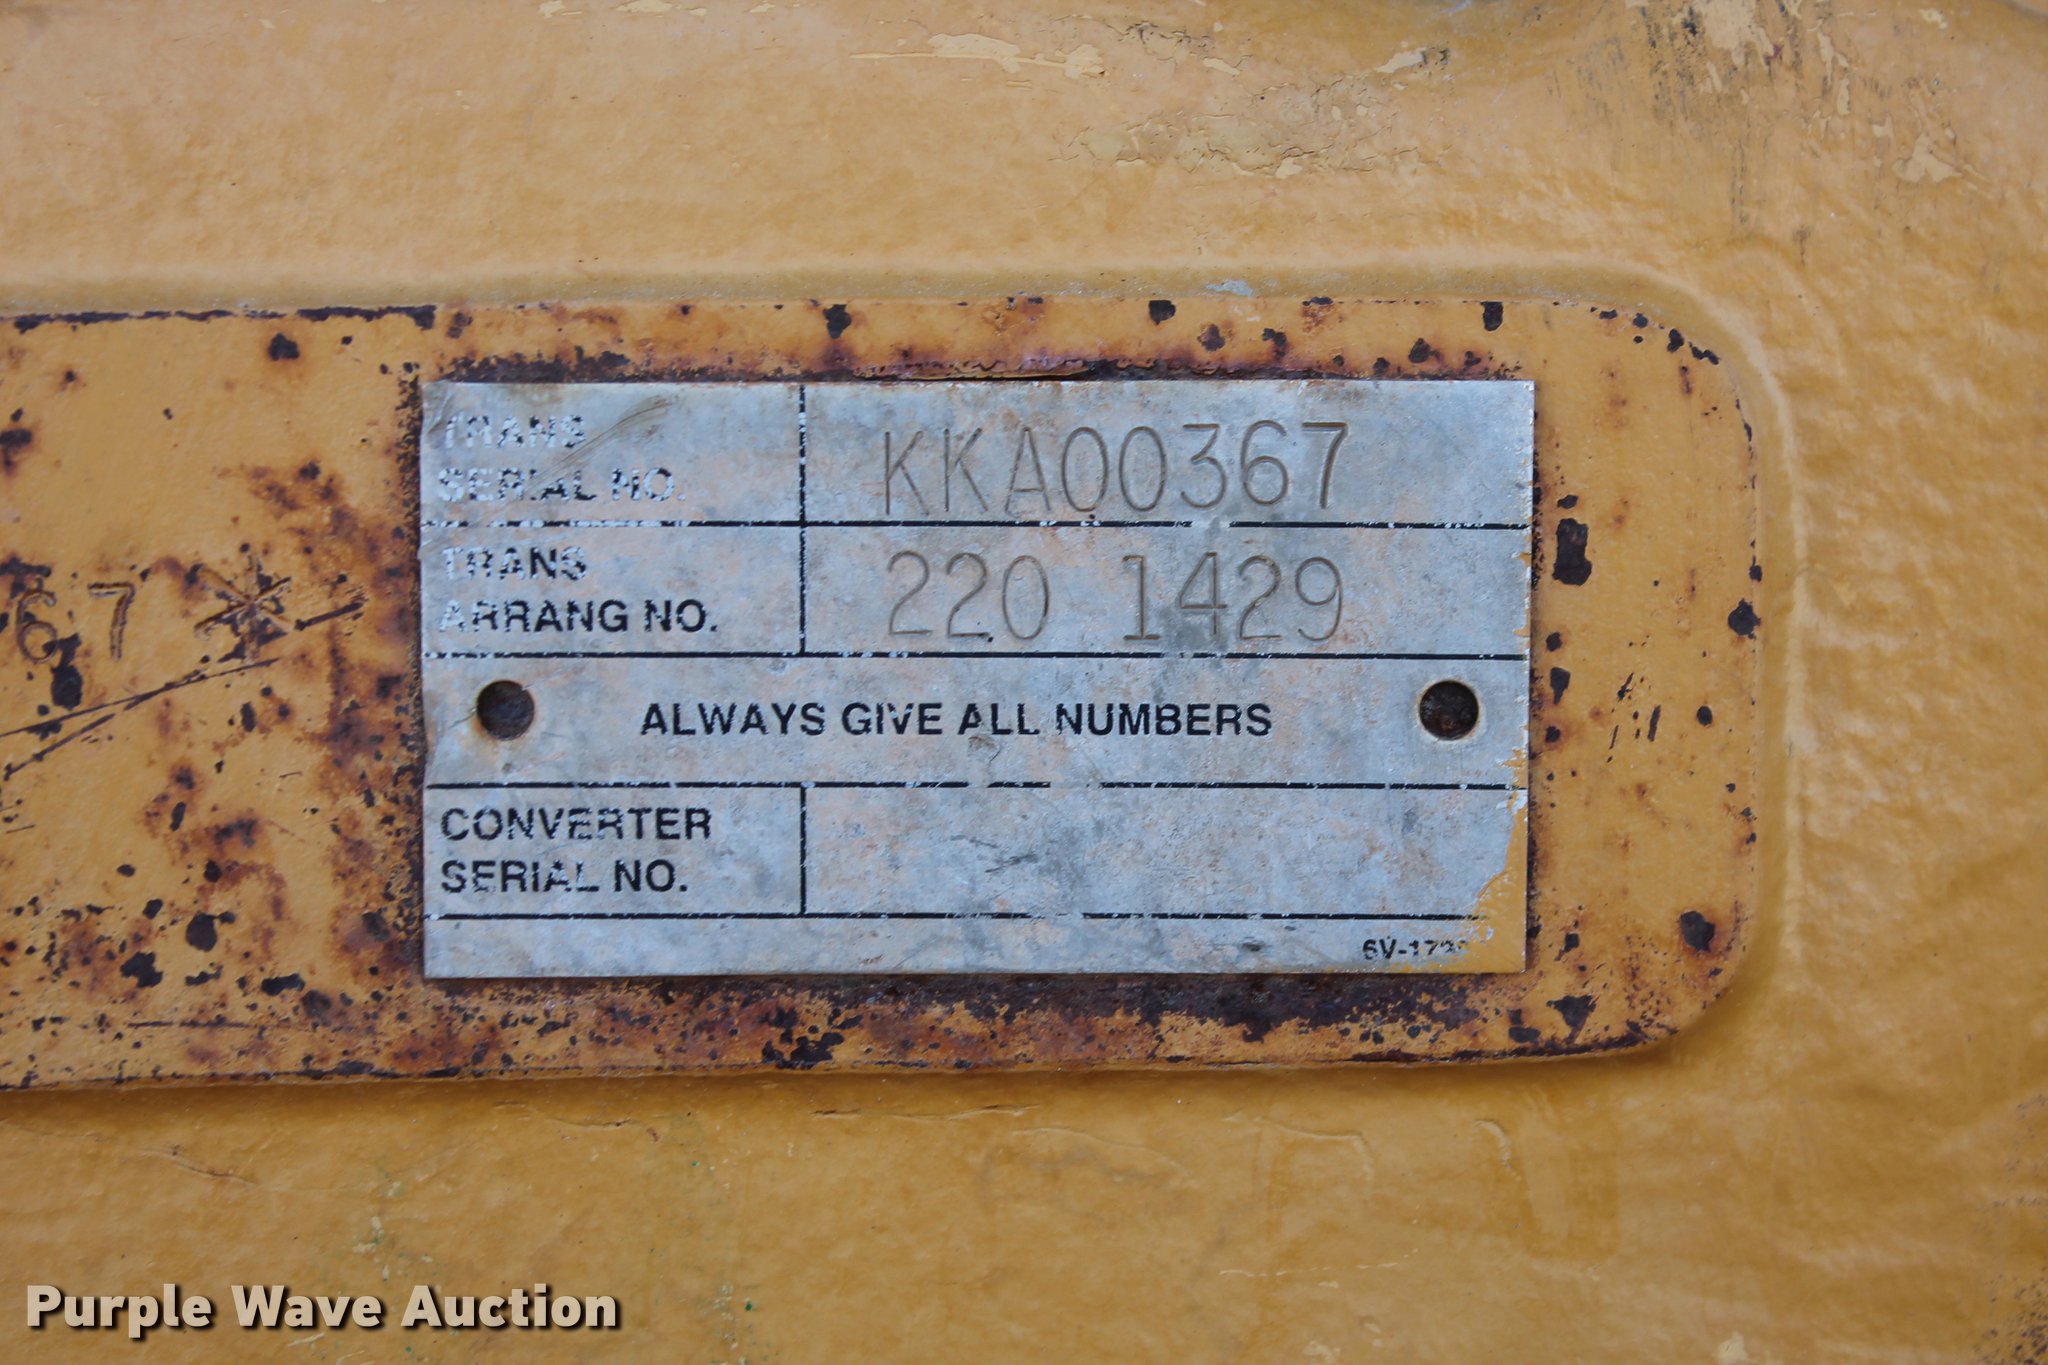 TRANS
SERIAL NO.
KKA00367
TRANS
ARRANG NO.
220 1429
67*
ALWAYS GIVE ALL NUMBERS
CONVERTER
SERIAL NO.
Purple Wave Auction